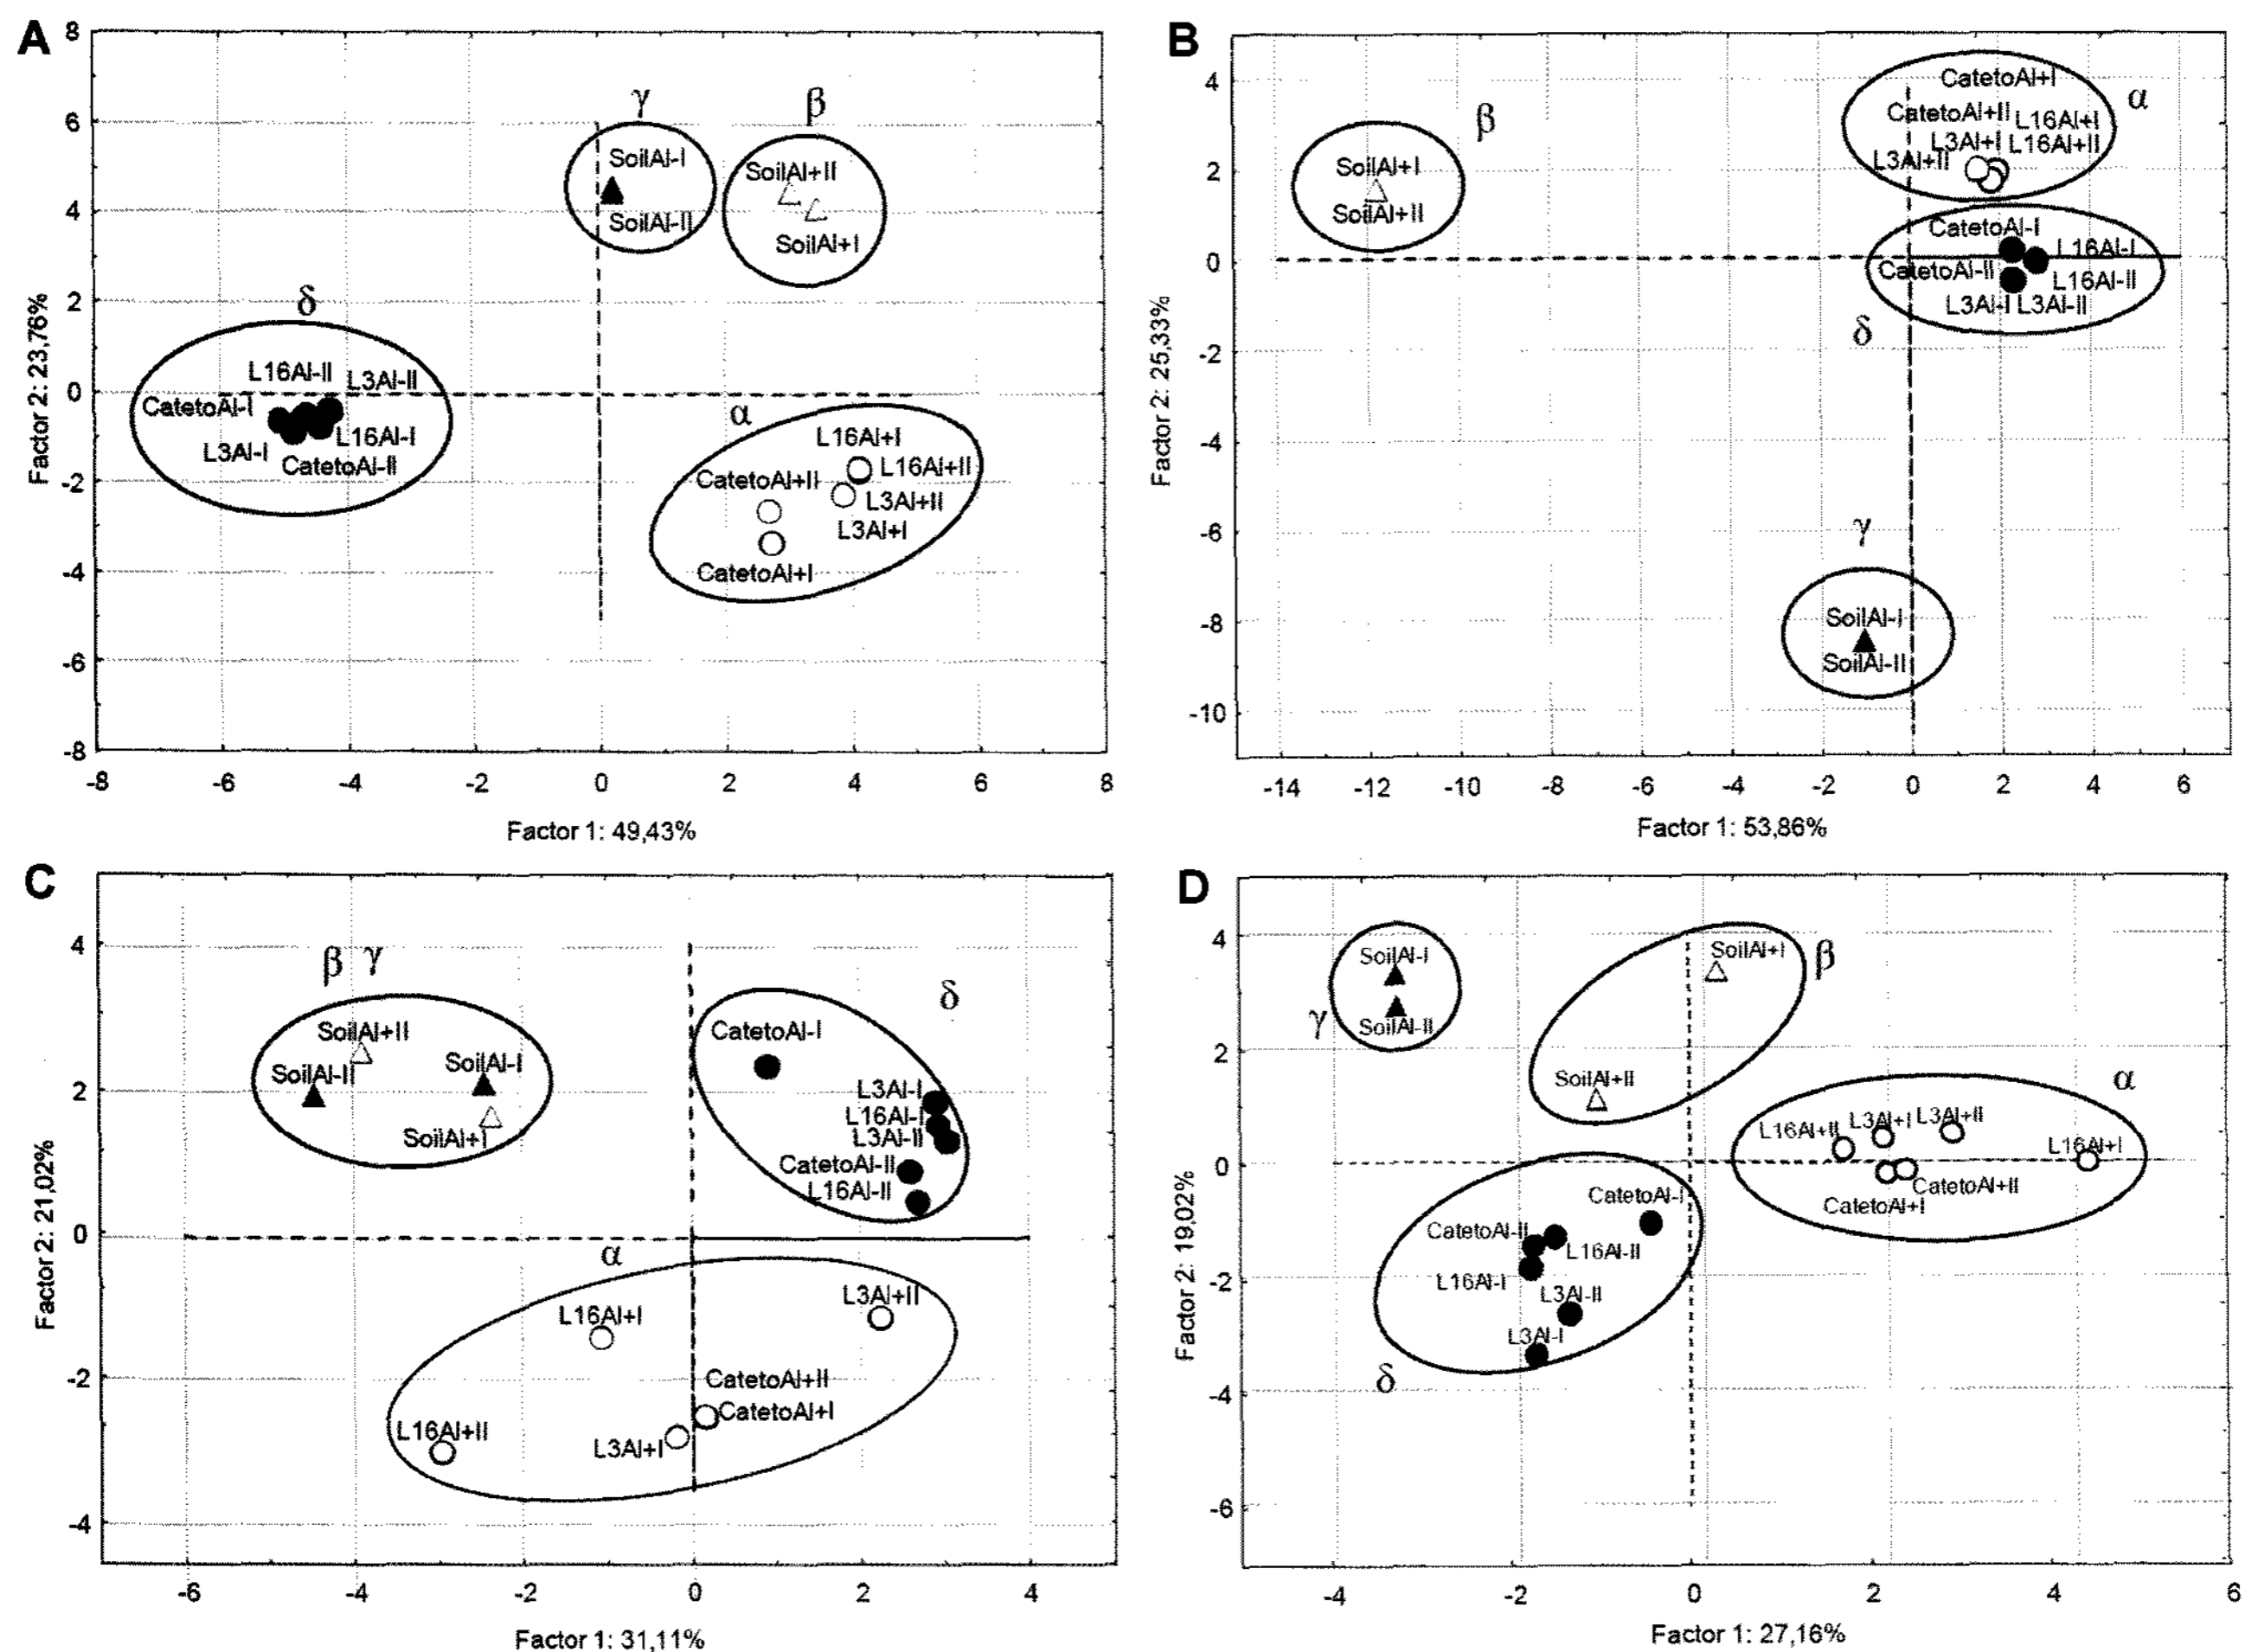 A
8
6
4
2
0
-2
-4
-6
-8
Factor 2: 23,76%
γ
β
SoilAl-I
SoilAl-II
SoilAl+II
SoilAl+I
δ
L16Al-II
L3Al-II
CatetoAl-I
L3Al-I
L16Al-I
CatetoAl-II
α
L16Al+I
CatetoAl+II
L16Al+II
L3Al+II
L3Al+I
CatetoAl+I
-8 -6 -4 -2 0 2 4 6 8
Factor 1: 49,43%
B
4
2
0
-2
-4
-6
-8
-10
Factor 2: 25,33%
β
SoilAl+I
SoilAl+II
α
CatetoAl+I
CatetoAl+II
L16Al+I
L3Al+I
L16Al+II
L3Al+II
CatetoAl-I
L16Al-I
CatetoAl-II
L16Al-II
L3Al-I
L3Al-II
δ
γ
SoilAl-I
SoilAl-II
-14 -12 -10 -8 -6 -4 -2 0 2 4 6
Factor 1: 53,86%
C
4
2
0
-2
-4
Factor 2: 21,02%
β γ
SoilAl+II
SoilAl-II
SoilAl-I
SoilAl+I
δ
CatetoAl-I
L3Al-I
L16Al-I
L3Al-II
CatetoAl-II
L16Al-II
α
L16Al+I
L3Al+II
CatetoAl+II
CatetoAl+I
L16Al+II
L3Al+I
-6 -4 -2 0 2 4
Factor 1: 31,11%
D
4
2
0
-2
-4
-6
Factor 2: 19,02%
SoilAl-I
SoilAl-II
γ
SoilAl+I
β
SoilAl+II
α
L16Al+II
L3Al+I
L3Al+II
L16Al+I
CatetoAl+II
CatetoAl+I
CatetoAl-I
CatetoAl-II
L16Al-II
L16Al-I
L3Al-II
L3Al-I
δ
-4 -2 0 2 4 6
Factor 1: 27,16%